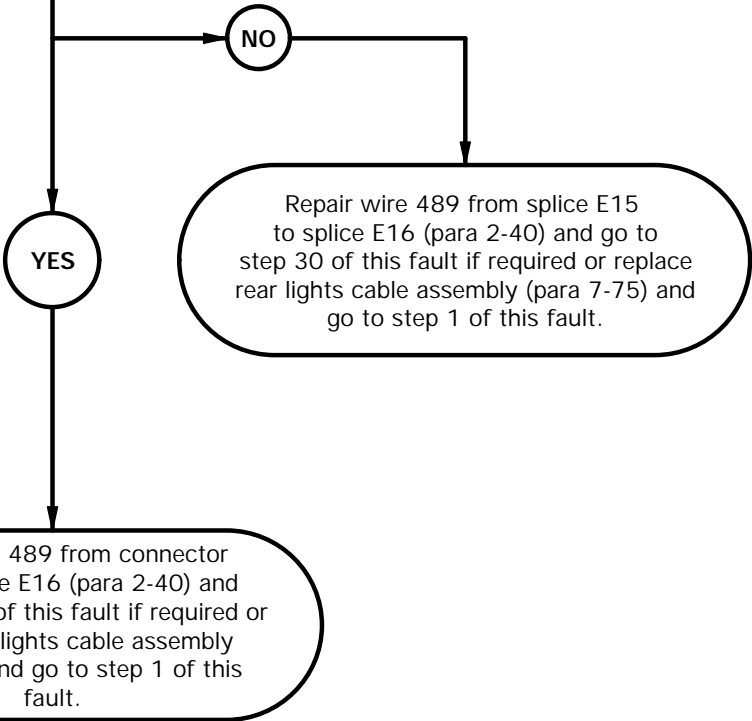 NO
Repair wire 489 from splice E15
to splice E16 (para 2-40) and go to
step 30 of this fault if required or replace
rear lights cable assembly (para 7-75) and
go to step 1 of this fault.
YES
489 from connector
E16 (para 2-40) and
of this fault if required or
lights cable assembly
and go to step 1 of this
fault.